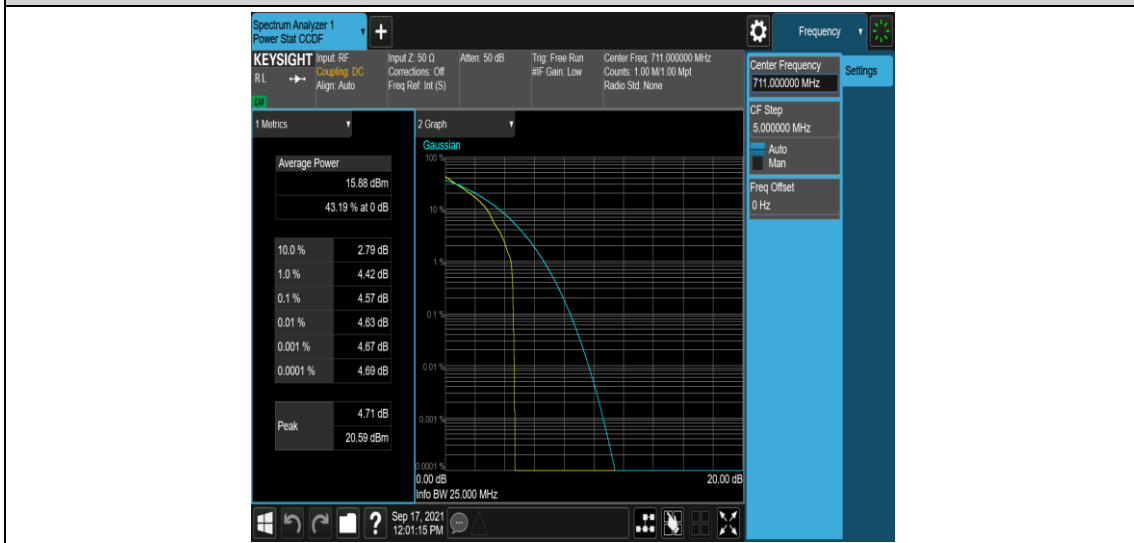 Spectrum Analyzer 1
Power Stat CCDF
+
Frequency
KEYSIGHT
RL
LXI
Input: RF
Coupling: DC
Align: Auto
Input Z: 50 Ω
Corrections: Off
Freq Ref: Int (S)
Atten: 50 dB
Trig: Free Run
#IF Gain: Low
Center Freq: 711.000000 MHz
Counts: 1.00 M/1.00 Mpt
Radio Std: None
Center Frequency
711.000000 MHz
Settings
CF Step
5.000000 MHz
Auto
Man
Freq Offset
0 Hz
1 Metrics
Average Power
15.88 dBm
43.19 % at 0 dB
10.0 % 2.79 dB
1.0 % 4.42 dB
0.1 % 4.57 dB
0.01 % 4.63 dB
0.001 % 4.67 dB
0.0001 % 4.69 dB
Peak
4.71 dB
20.59 dBm
2 Graph
Gaussian
100 %
10 %
1 %
0.1 %
0.01 %
0.001 %
0.0001 %
0.00 dB 20.00 dB
Info BW 25.000 MHz
?
Sep 17, 2021
12:01:15 PM